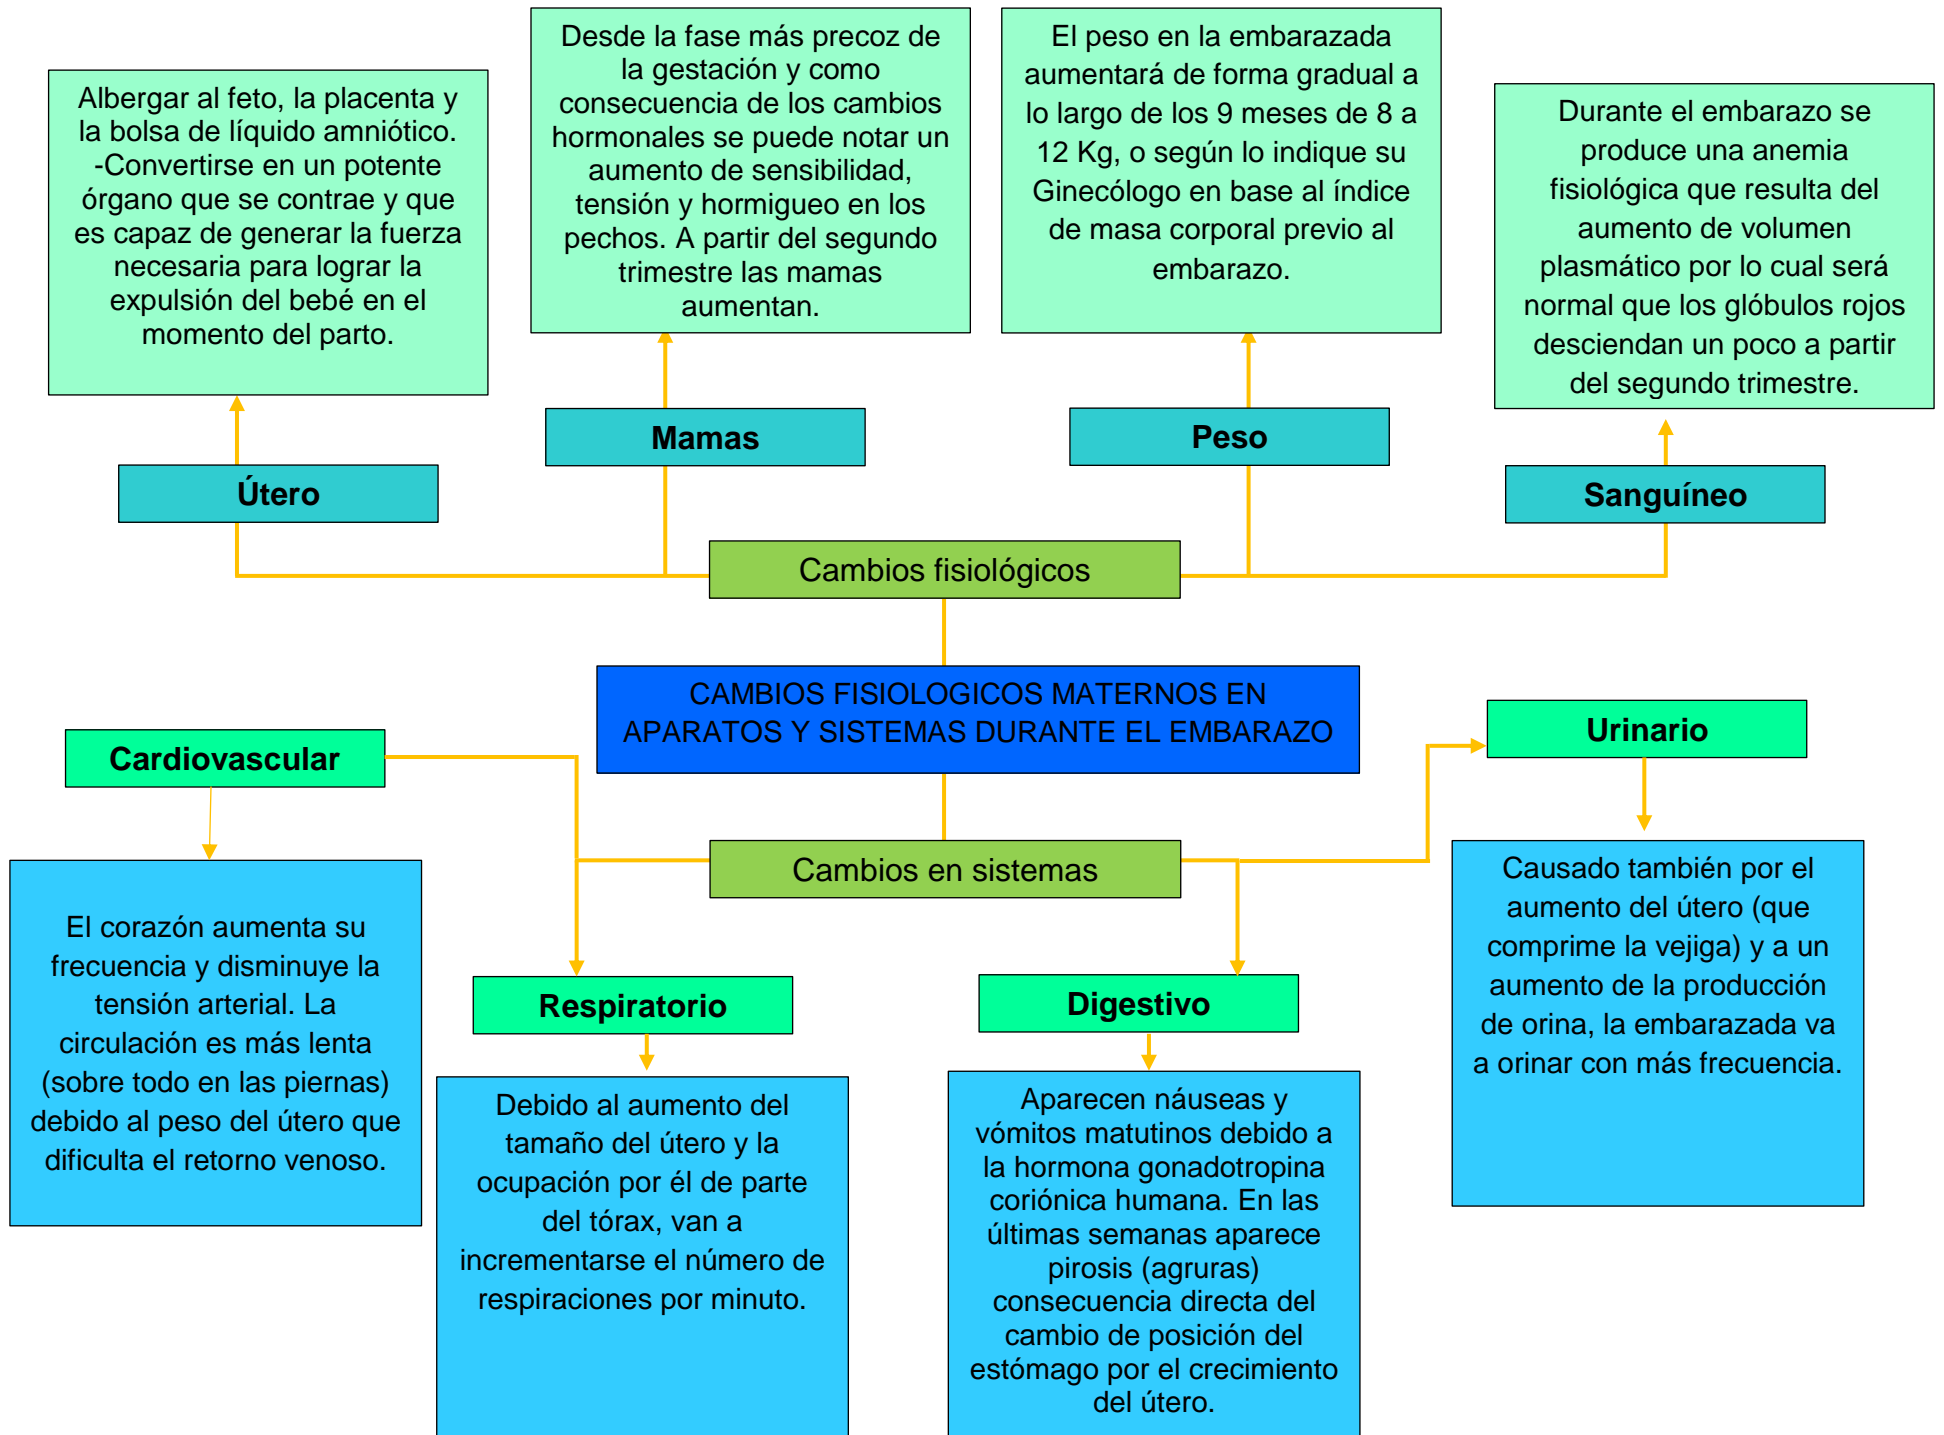 Albergar al feto, la placenta y
la bolsa de líquido amniótico.
-Convertirse en un potente
órgano que se contrae y que
es capaz de generar la fuerza
necesaria para lograr la
expulsión del bebé en el
momento del parto.
Desde la fase más precoz de
la gestación y como
consecuencia de los cambios
hormonales se puede notar un
aumento de sensibilidad,
tensión y hormigueo en los
pechos. A partir del segundo
trimestre las mamas
aumentan.
El peso en la embarazada
aumentará de forma gradual a
lo largo de los 9 meses de 8 a
12 Kg, o según lo indique su
Ginecólogo en base al índice
de masa corporal previo al
embarazo.
Durante el embarazo se
produce una anemia
fisiológica que resulta del
aumento de volumen
plasmático por lo cual será
normal que los glóbulos rojos
desciendan un poco a partir
del segundo trimestre.
Útero
Mamas
Peso
Sanguíneo
Cambios fisiológicos
CAMBIOS FISIOLOGICOS MATERNOS EN
APARATOS Y SISTEMAS DURANTE EL EMBARAZO
Cambios en sistemas
Cardiovascular
Respiratorio
Digestivo
Urinario
El corazón aumenta su
frecuencia y disminuye la
tensión arterial. La
circulación es más lenta
(sobre todo en las piernas)
debido al peso del útero que
dificulta el retorno venoso.
Debido al aumento del
tamaño del útero y la
ocupación por él de parte
del tórax, van a
incrementarse el número de
respiraciones por minuto.
Aparecen náuseas y
vómitos matutinos debido a
la hormona gonadotropina
coriónica humana. En las
últimas semanas aparece
pirosis (agruras)
consecuencia directa del
cambio de posición del
estómago por el crecimiento
del útero.
Causado también por el
aumento del útero (que
comprime la vejiga) y a un
aumento de la producción
de orina, la embarazada va
a orinar con más frecuencia.